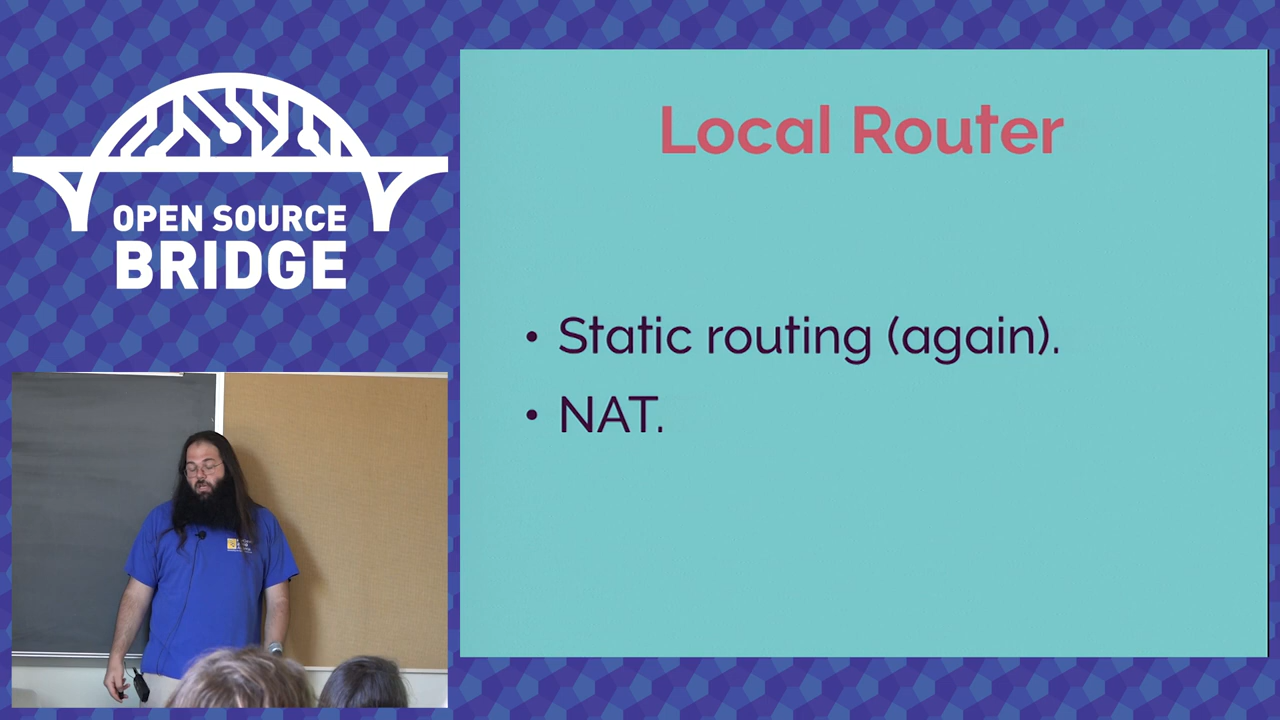 OPEN SOURCE
BRIDGE
Local Router
• Static routing (again).
• NAT.